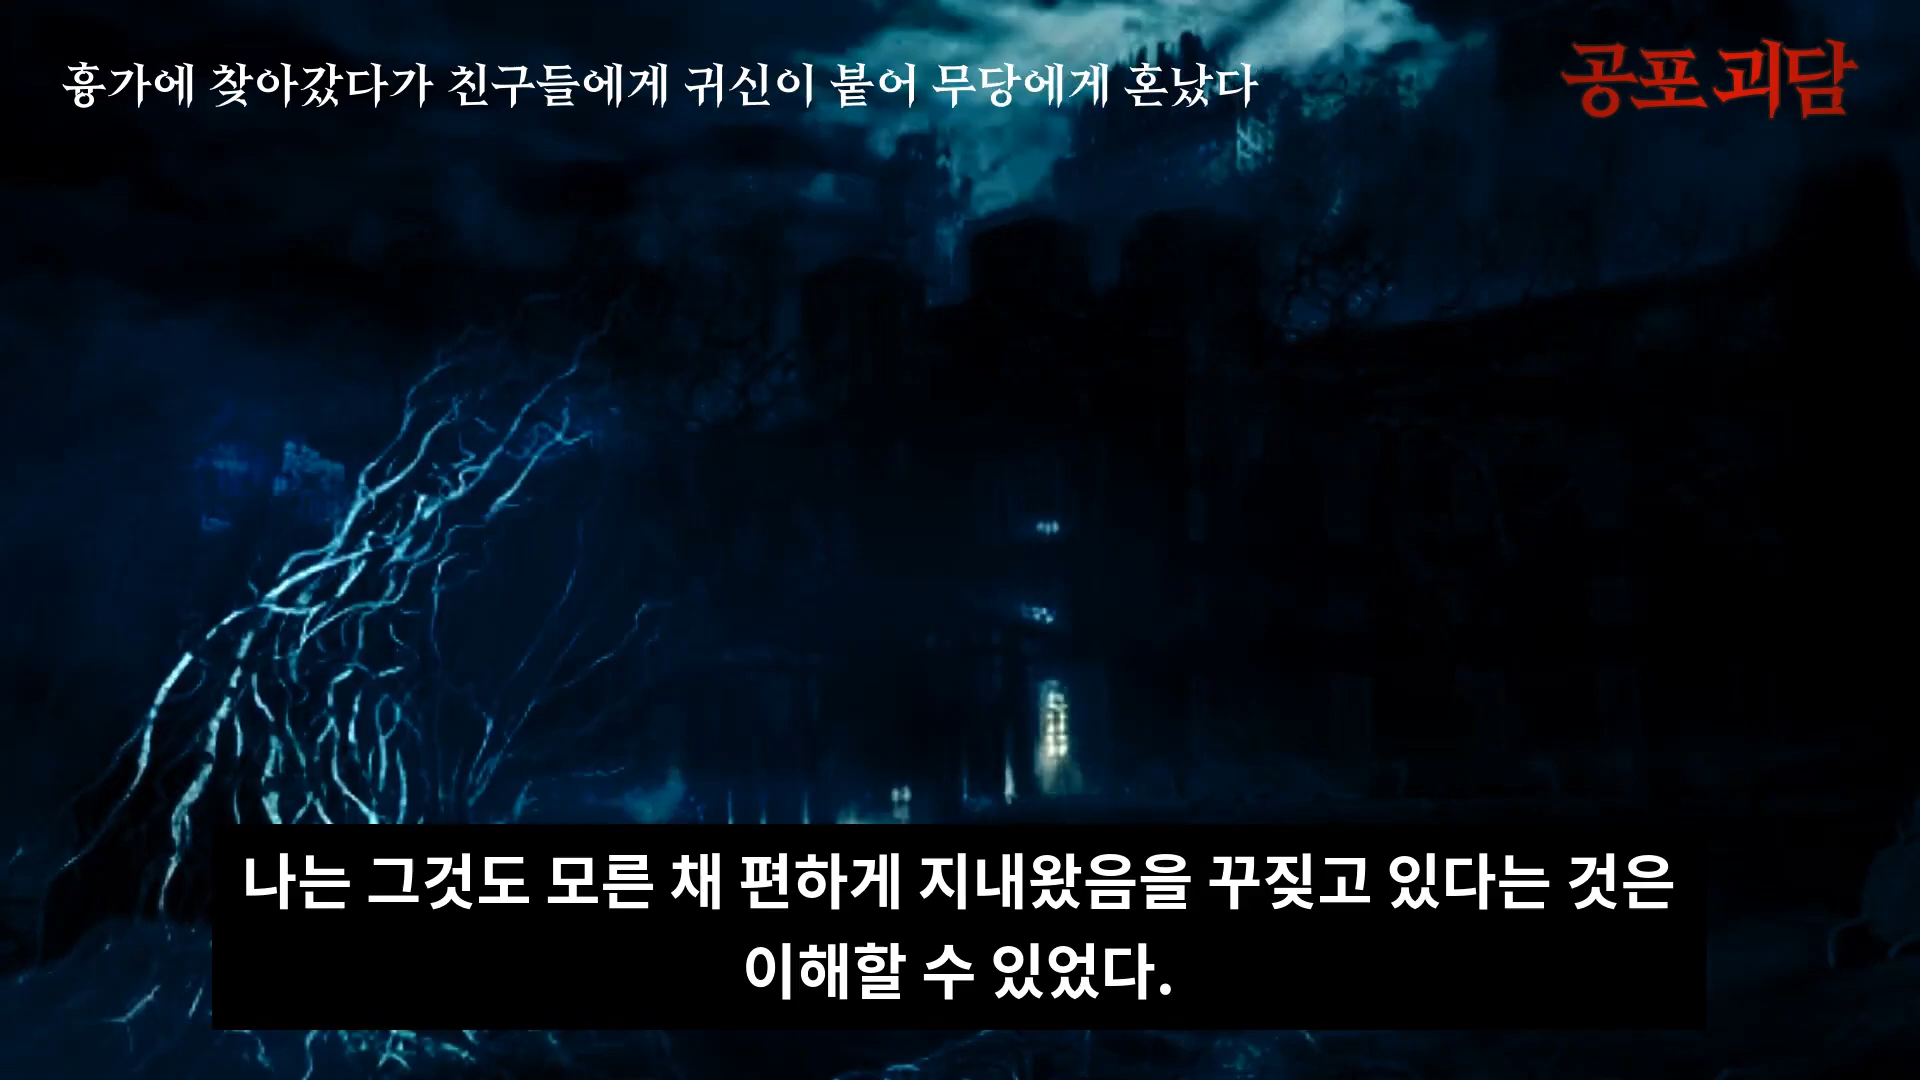 흉가에 찾아갔다가 친구들에게 귀신이 붙어 무당에게 혼났다
공포괴담
나는 그것도 모른 채 편하게 지내왔음을 꾸짖고 있다는 것은
이해할 수 있었다.